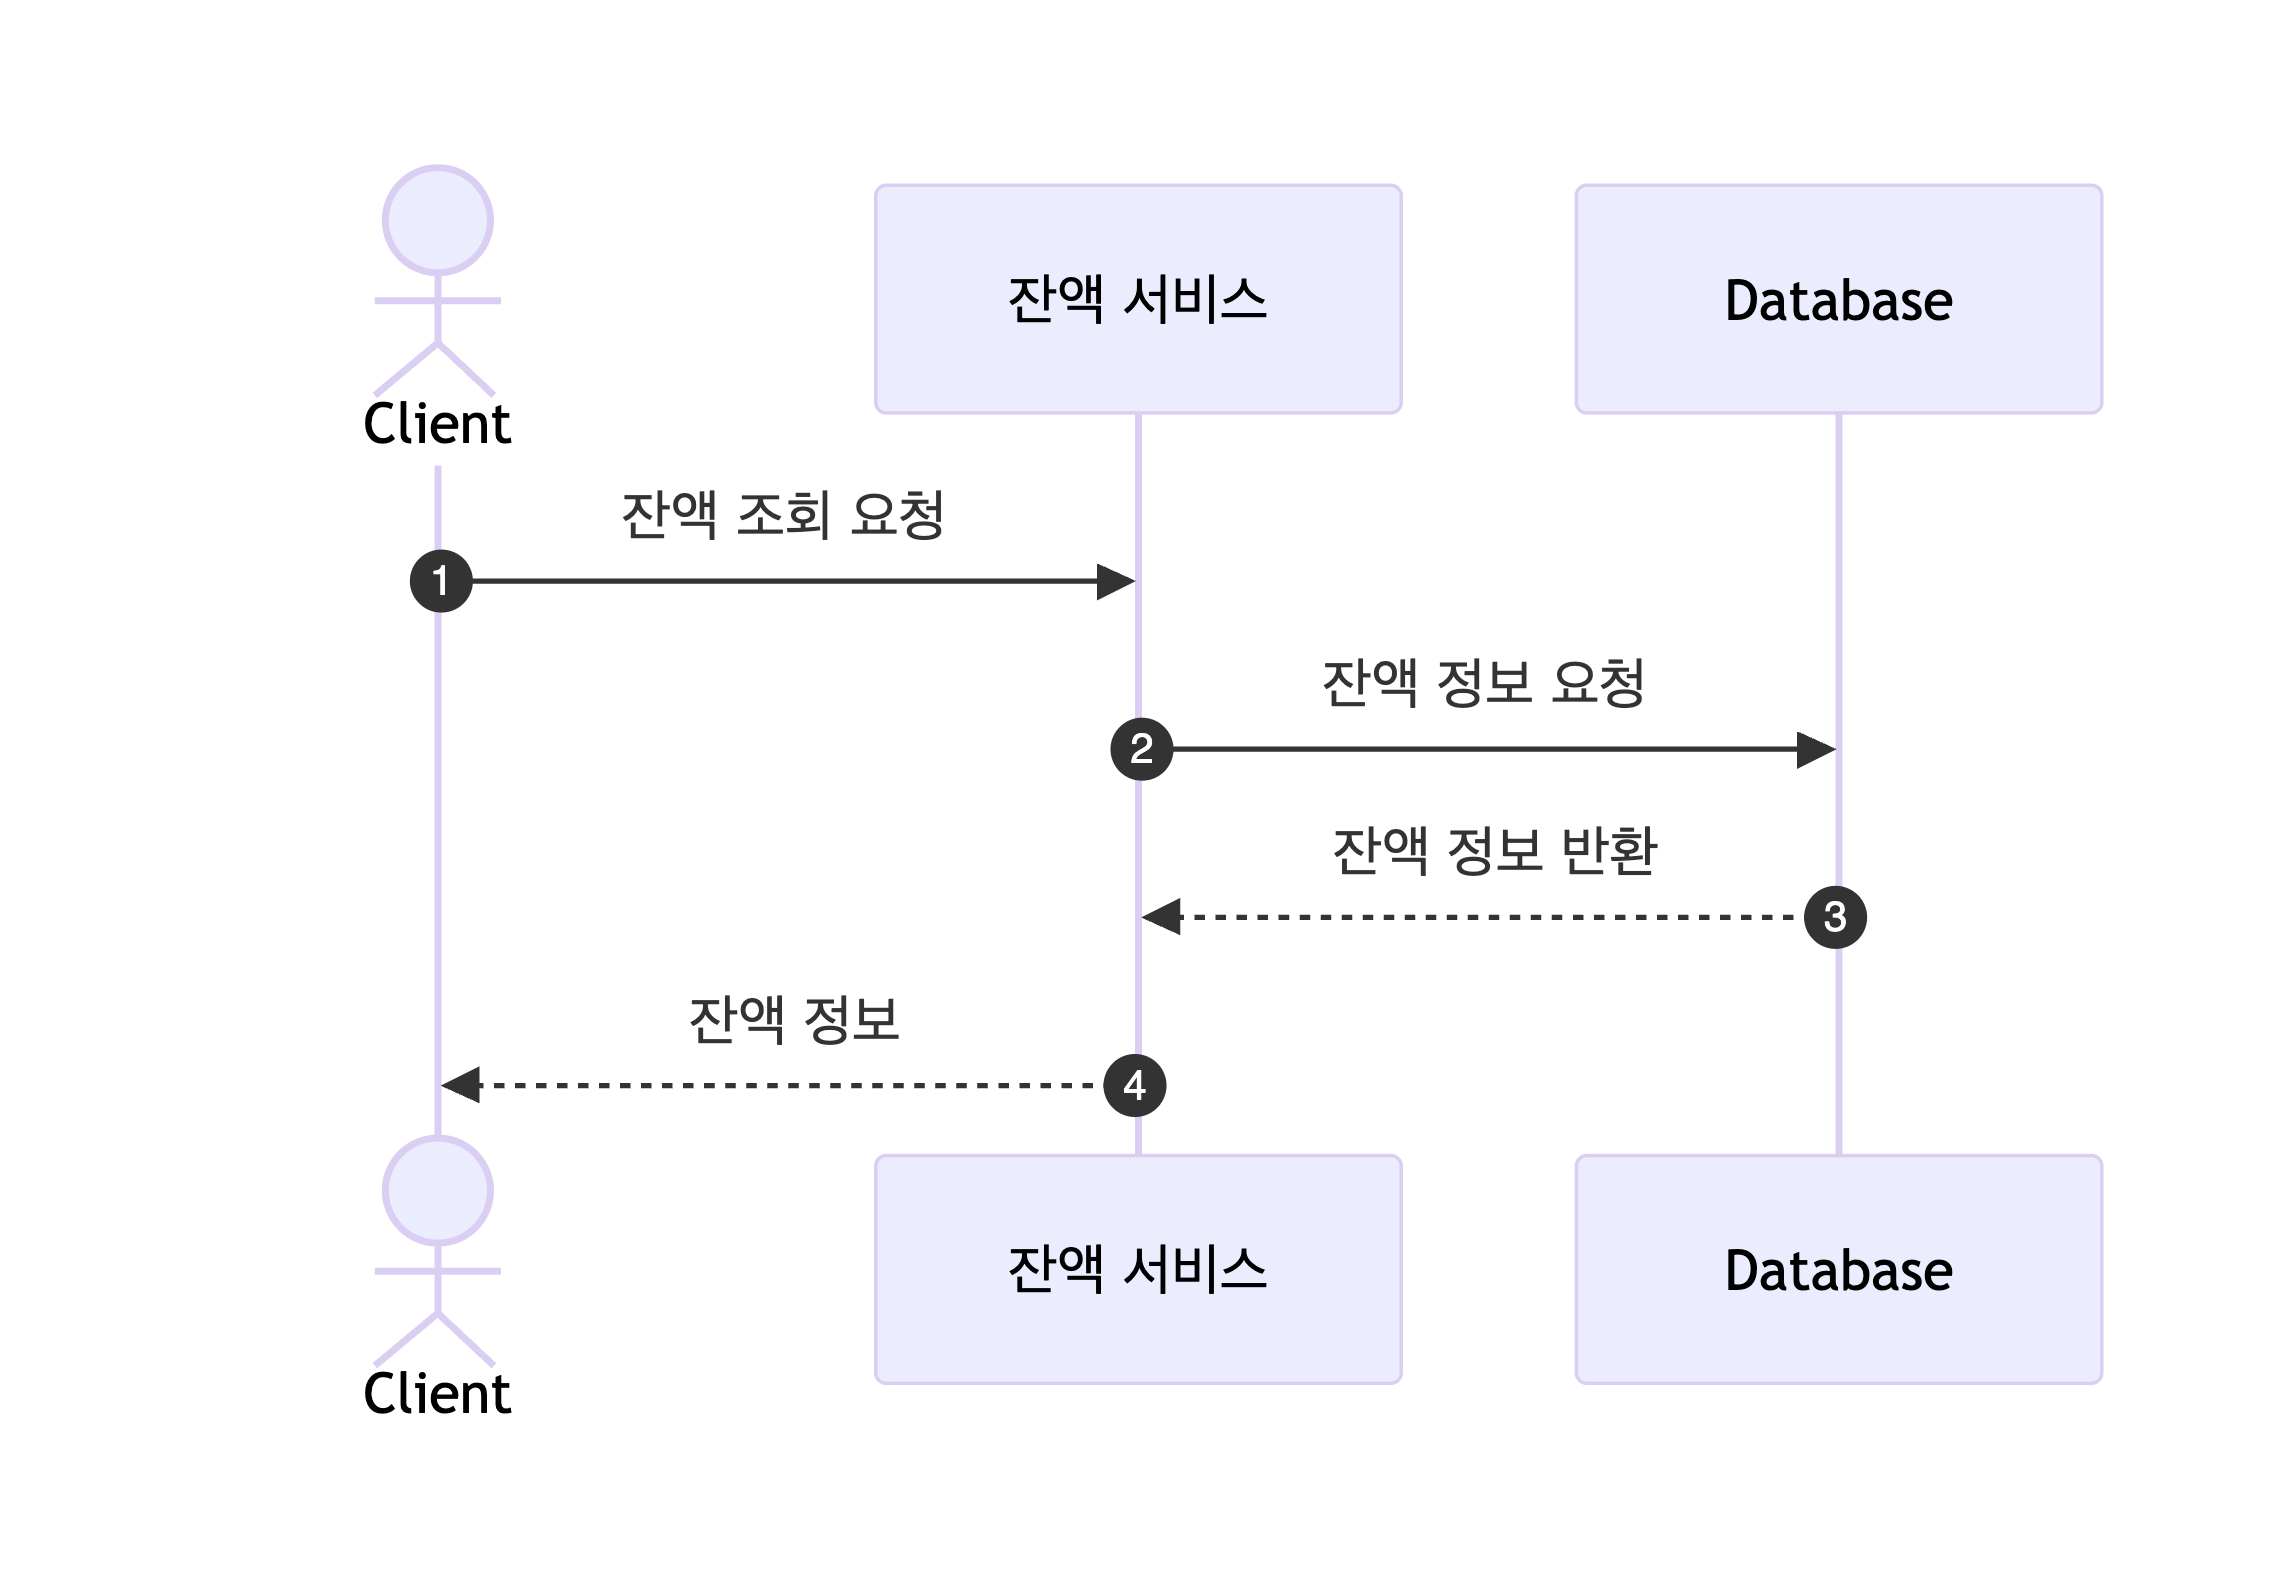 Client
잔액 서비스
Database
잔액 조회 요청
1
잔액 정보 요청
2
잔액 정보 반환
3
잔액 정보
4
Client
잔액 서비스
Database